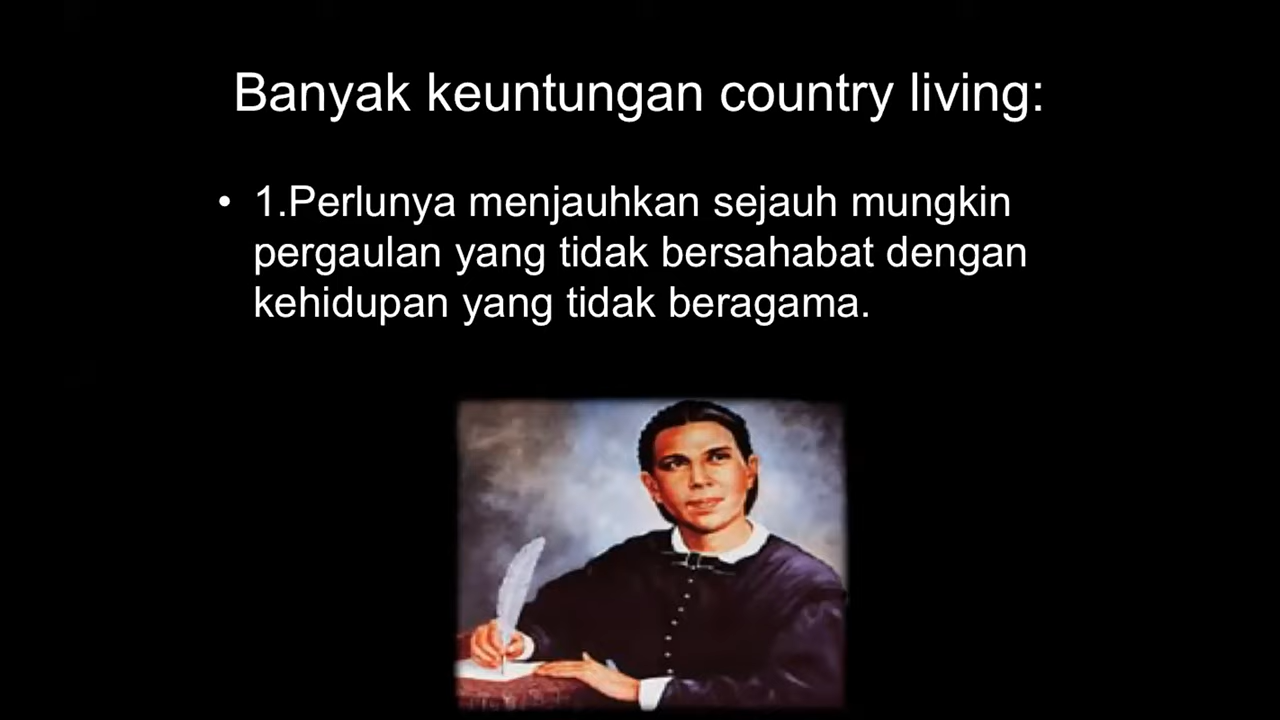 Banyak keuntungan country living:
• 1.Perlunya menjauhkan sejauh mungkin
pergaulan yang tidak bersahabat dengan
kehidupan yang tidak beragama.